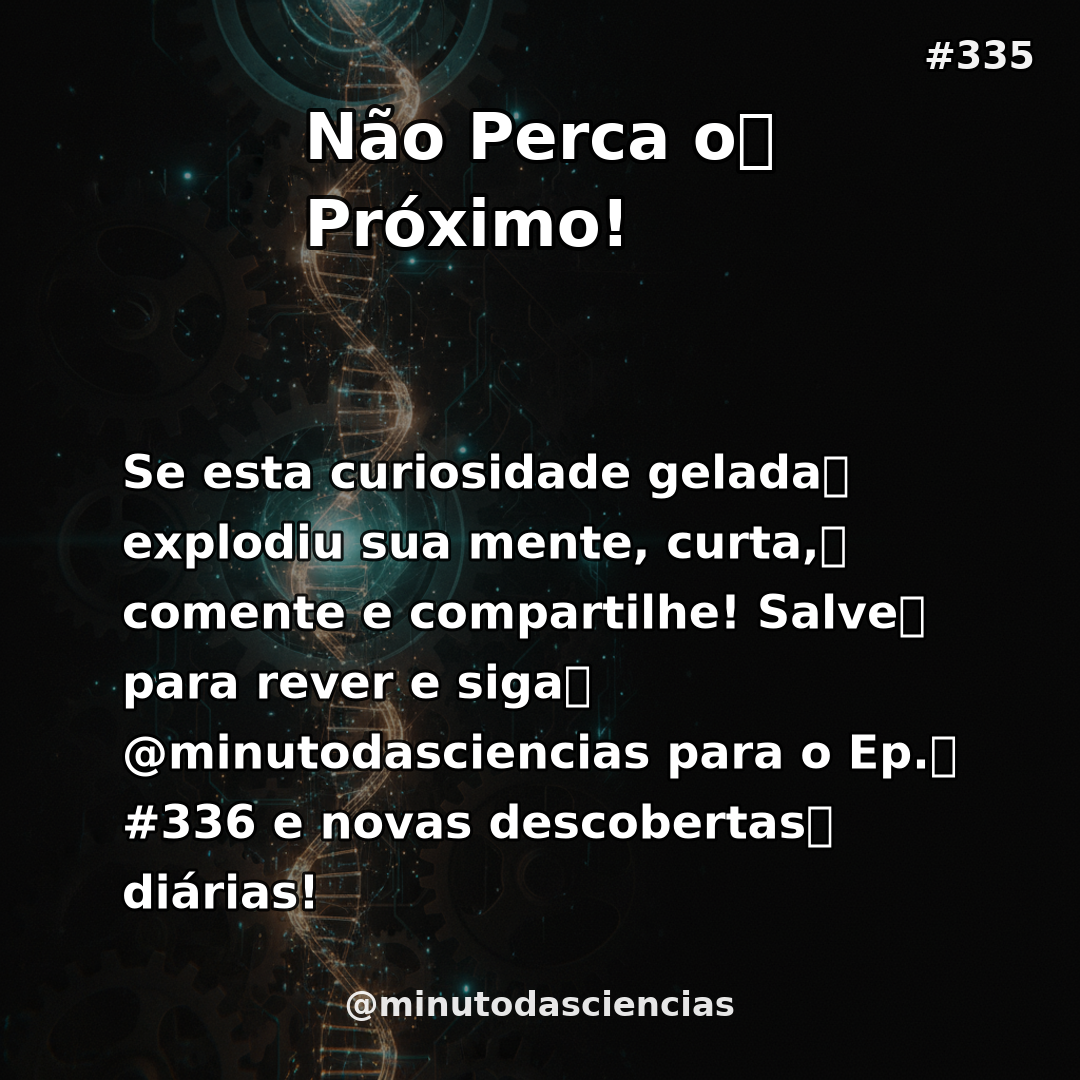 #335
Não Perca o▯
Próximo!
Se esta curiosidade gelada▯
explodiu sua mente, curta,▯
comente e compartilhe! Salve▯
para rever e siga▯
@minutodasciencias para o Ep.▯
#336 e novas descobertas▯
diárias!
@minutodasciencias